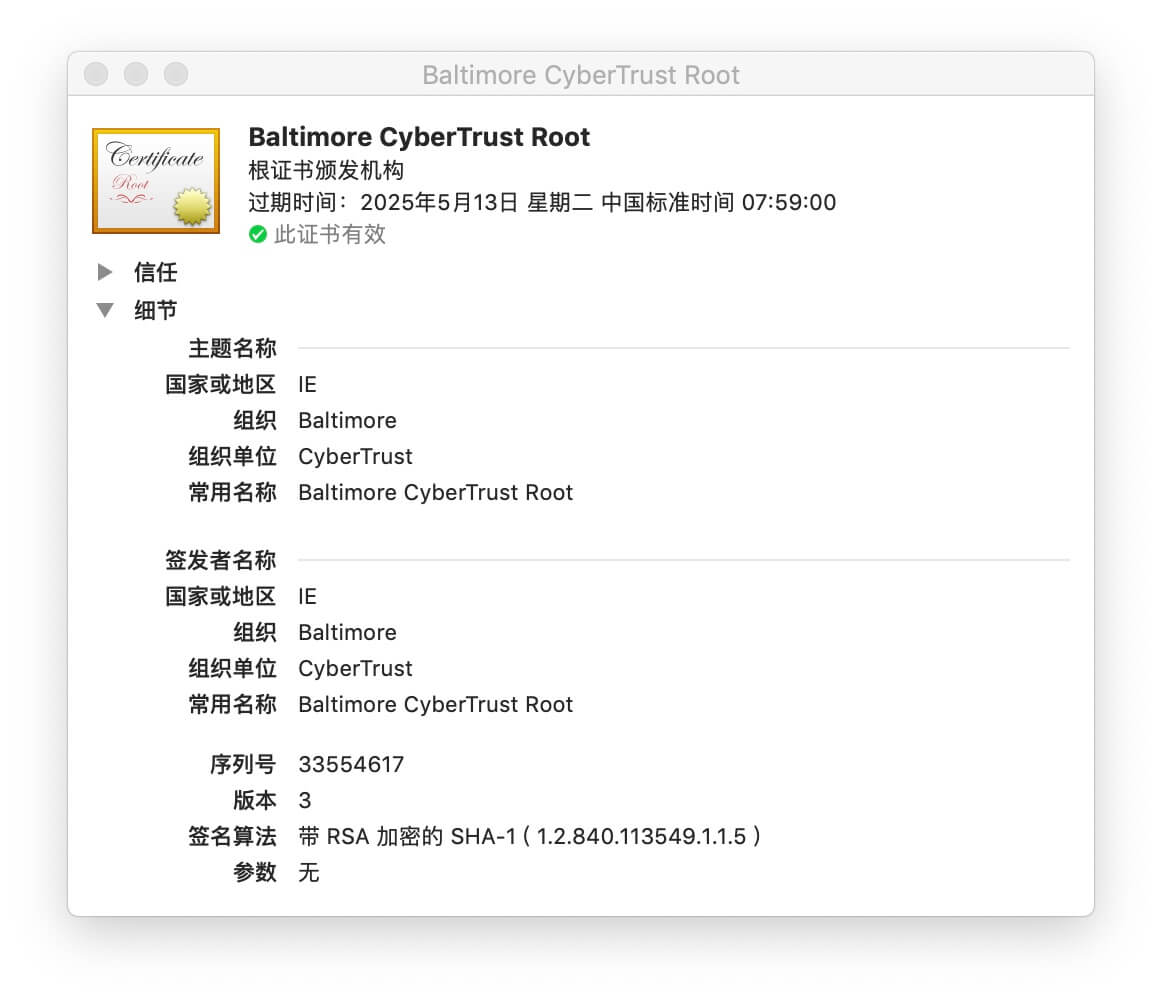 Baltimore CyberTrust Root
Certificate
Root
Baltimore CyberTrust Root
根证书颁发机构
过期时间：2025年5月13日 星期二 中国标准时间 07:59:00
此证书有效
信任
细节
主题名称
国家或地区 IE
组织 Baltimore
组织单位 CyberTrust
常用名称 Baltimore CyberTrust Root
签发者名称
国家或地区 IE
组织 Baltimore
组织单位 CyberTrust
常用名称 Baltimore CyberTrust Root
序列号 33554617
版本 3
签名算法 带 RSA 加密的 SHA-1 ( 1.2.840.113549.1.1.5 )
参数 无